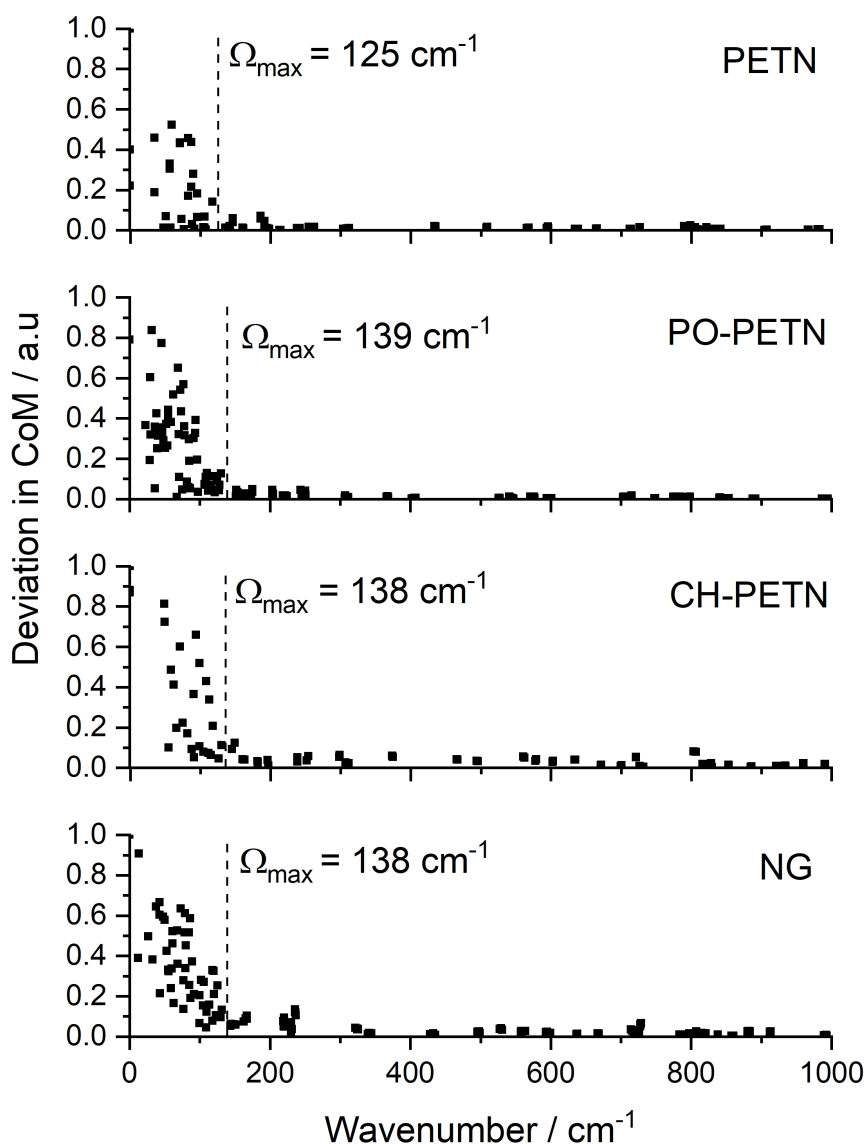 Deviation in CoM / a.u
1.0
0.8
0.6
0.4
0.2
0.0
Ωmax = 125 cm-1
PETN
1.0
0.8
0.6
0.4
0.2
0.0
Ωmax = 139 cm-1
PO-PETN
1.0
0.8
0.6
0.4
0.2
0.0
Ωmax = 138 cm-1
CH-PETN
1.0
0.8
0.6
0.4
0.2
0.0
Ωmax = 138 cm-1
NG
0 200 400 600 800 1000
Wavenumber / cm-1